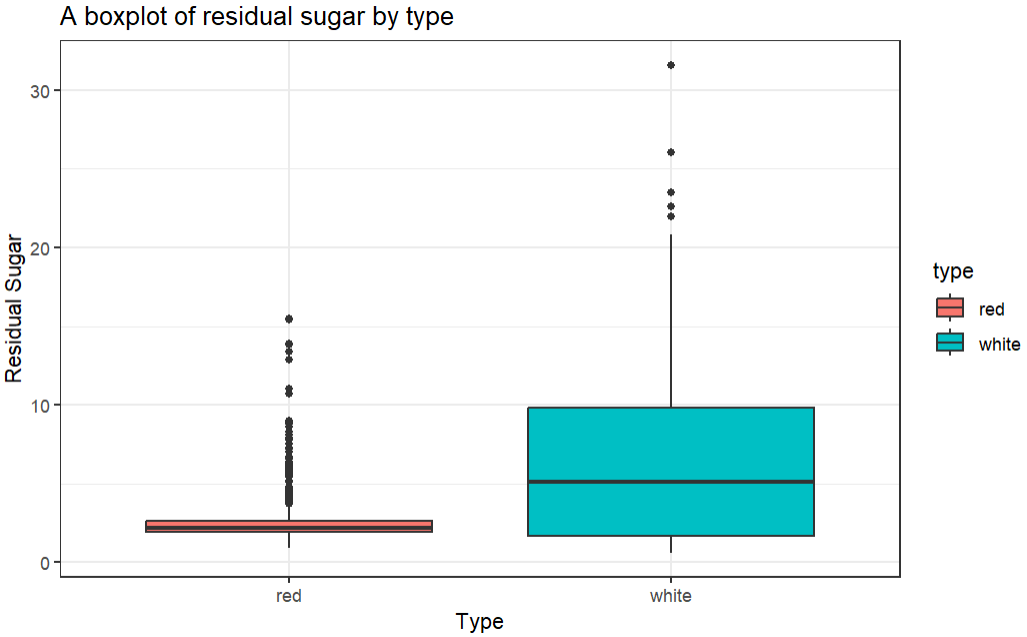 A boxplot of residual sugar by type
Residual Sugar
30
20
10
0
red
white
Type
type
red
white